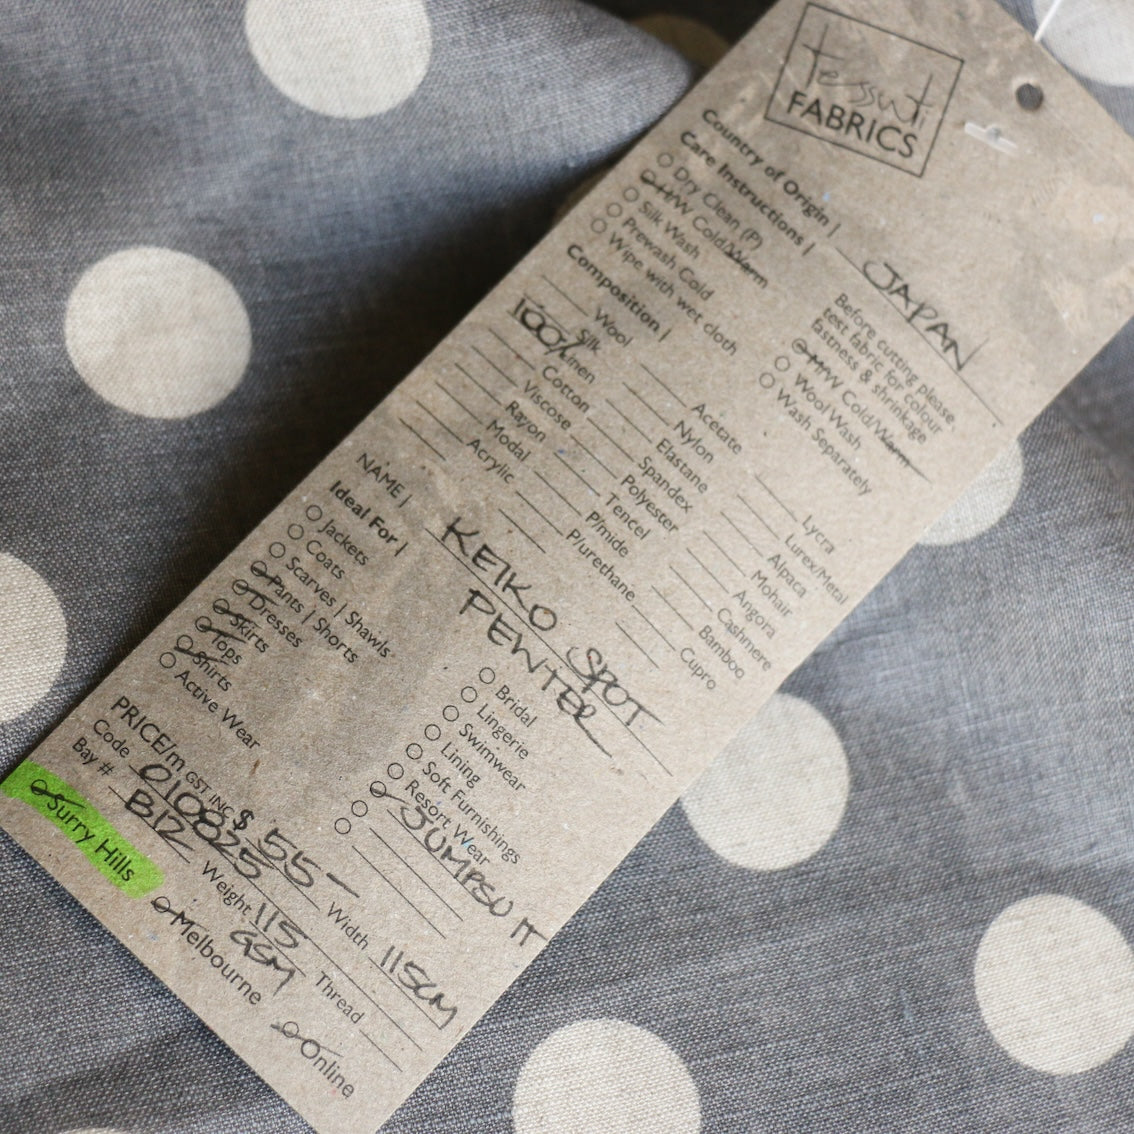 Tessuti
FABRICS
Country of Origin | JAPAN
Care Instructions |
Dry Clean (P)
H/W Cold/Warm
Silk Wash
Prewash Cold
Wipe with wet cloth
Before cutting please
test fabric for colour
fastness & shrinkage
M/W Cold/Warm
Wool Wash
Wash Separately
Composition |
Wool
Silk
100% Linen
Cotton
Viscose
Rayon
Modal
Acrylic
Acetate
Nylon
Elastane
Spandex
Polyester
Tencel
P/mide
P/urethane
Lycra
Lurex/Metal
Alpaca
Mohair
Angora
Cashmere
Bamboo
Cupro
NAME | KEIKO SPOT
PEWTER
Ideal For |
Jackets
Coats
Scarves | Shawls
Pants | Shorts
Dresses
Skirts
Tops
Shirts
Active Wear
Bridal
Lingerie
Swimwear
Lining
Soft Furnishings
Resort Wear
JUMPSUIT
PRICE/m GST INC $ 55-
Code 010825 Width 115cm
Bay # B12 Weight 115 GSM Thread
Surry Hills Melbourne Online